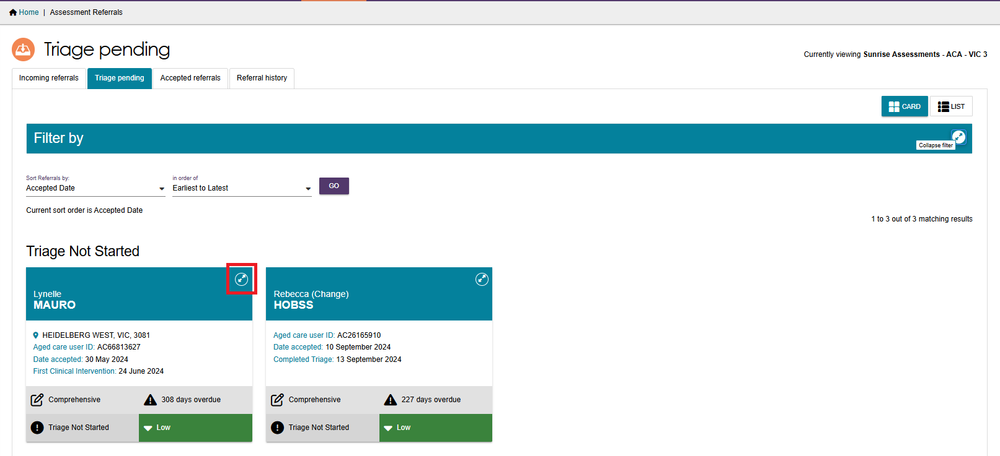 Home | Assessment Referrals
Triage pending
Currently viewing Sunrise Assessments - ACA - VIC 3
Incoming referrals Triage pending Accepted referrals Referral history
CARD LIST
Filter by
Collapse filter
Sort Referrals by: in order of
Accepted Date Earliest to Latest GO
Current sort order is Accepted Date
1 to 3 out of 3 matching results
Triage Not Started
Lynelle
MAURO
HEIDELBERG WEST, VIC, 3081
Aged care user ID: AC66813627
Date accepted: 30 May 2024
First Clinical Intervention: 24 June 2024
Comprehensive 308 days overdue
Triage Not Started Low
Rebecca (Change)
HOBSS
Aged care user ID: AC26165910
Date accepted: 10 September 2024
Completed Triage: 13 September 2024
Comprehensive 227 days overdue
Triage Not Started Low